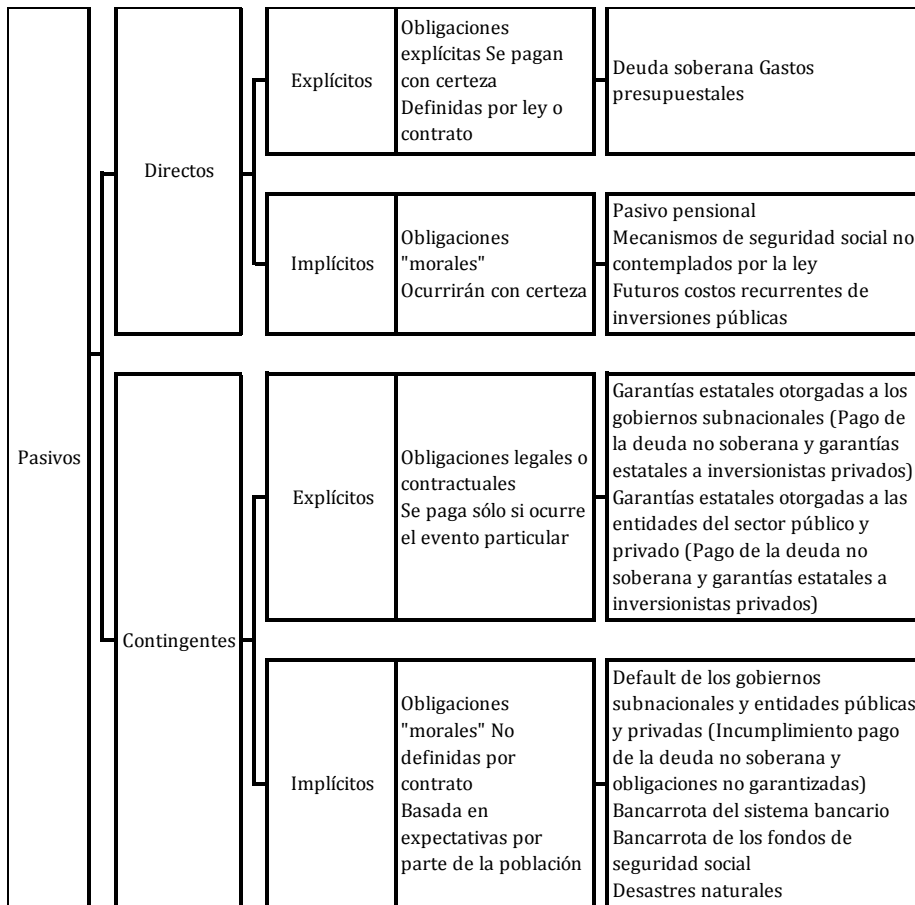 Pasivos
Directos
Explícitos
Obligaciones
explícitas Se pagan
con certeza
Definidas por ley o
contrato
Deuda soberana Gastos
presupuestales
Implícitos
Obligaciones
"morales"
Ocurrirán con certeza
Pasivo pensional
Mecanismos de seguridad social no
contemplados por la ley
Futuros costos recurrentes de
inversiones públicas
Contingentes
Explícitos
Obligaciones legales o
contractuales
Se paga sólo si ocurre
el evento particular
Garantías estatales otorgadas a los
gobiernos subnacionales (Pago de
la deuda no soberana y garantías
estatales a inversionistas privados)
Garantías estatales otorgadas a las
entidades del sector público y
privado (Pago de la deuda no
soberana y garantías estatales a
inversionistas privados)
Implícitos
Obligaciones
"morales" No
definidas por
contrato
Basada en
expectativas por
parte de la población
Default de los gobiernos
subnacionales y entidades públicas
y privadas (Incumplimiento pago
de la deuda no soberana y
obligaciones no garantizadas)
Bancarrota del sistema bancario
Bancarrota de los fondos de
seguridad social
Desastres naturales